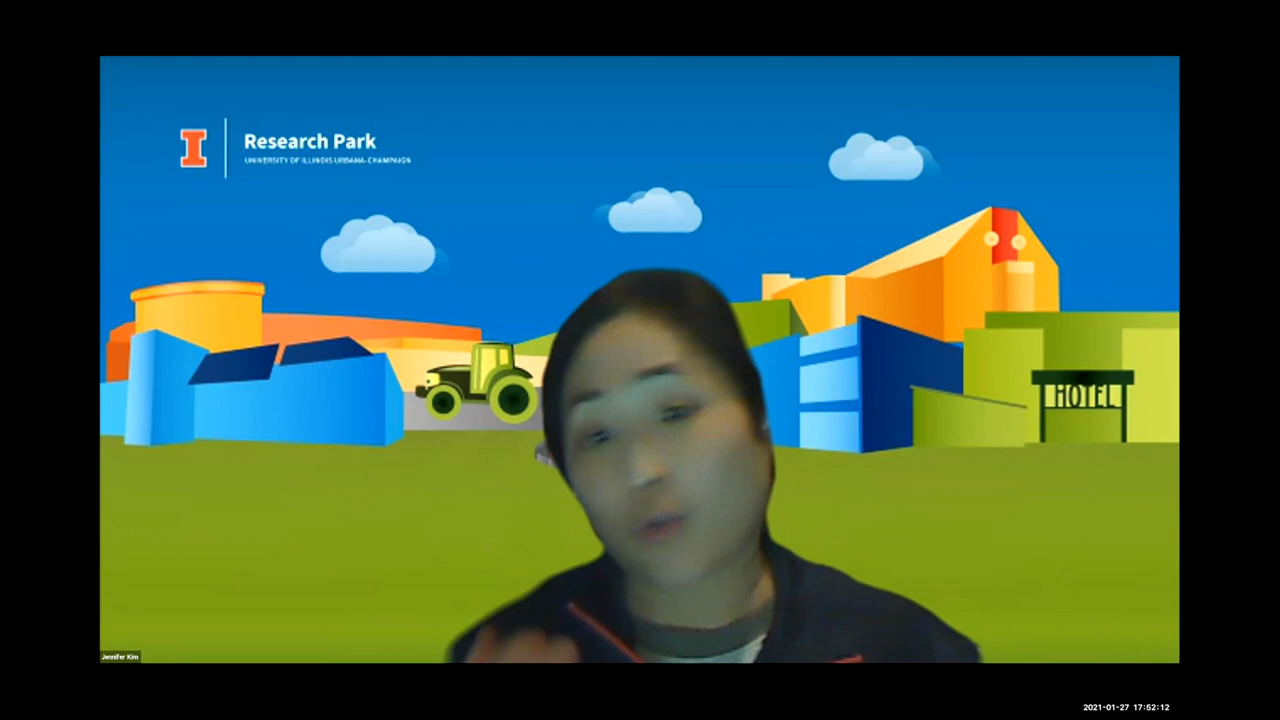 I
Research Park
UNIVERSITY OF ILLINOIS URBANA-CHAMPAIGN
HOTEL
Jennifer Kim
2021-01-27 17:52:12